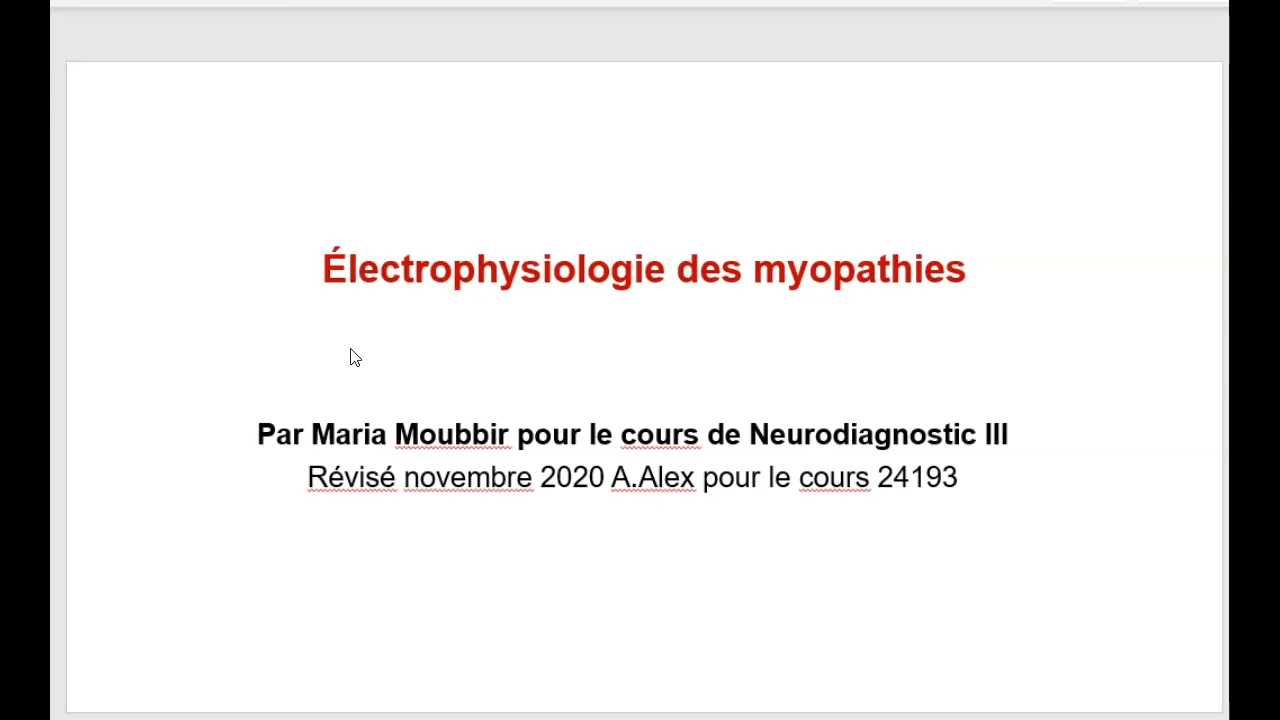 Électrophysiologie des myopathies
Par Maria Moubbir pour le cours de Neurodiagnostic III
Révisé novembre 2020 A.Alex pour le cours 24193